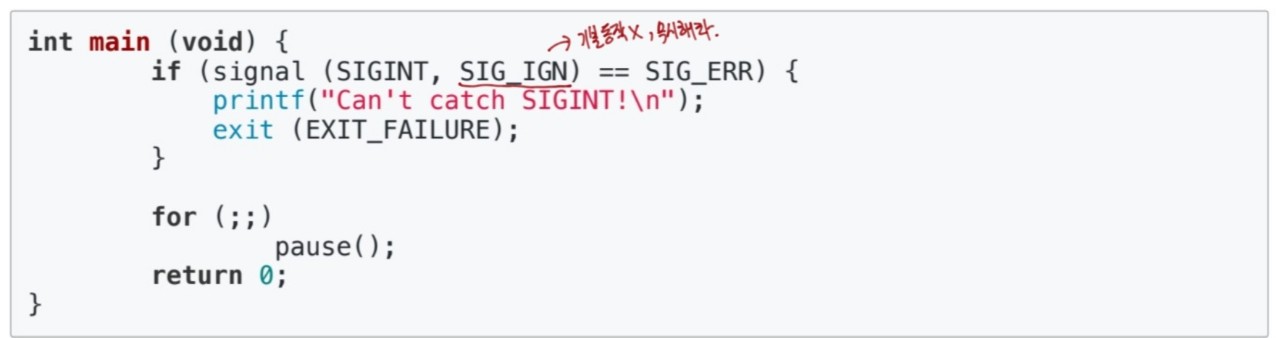 int main (void) {
→ 기본동작X, 무시해라.
if (signal (SIGINT, SIG_IGN) == SIG_ERR) {
printf("Can't catch SIGINT!\n");
exit (EXIT_FAILURE);
}
for (;;)
pause();
return 0;
}